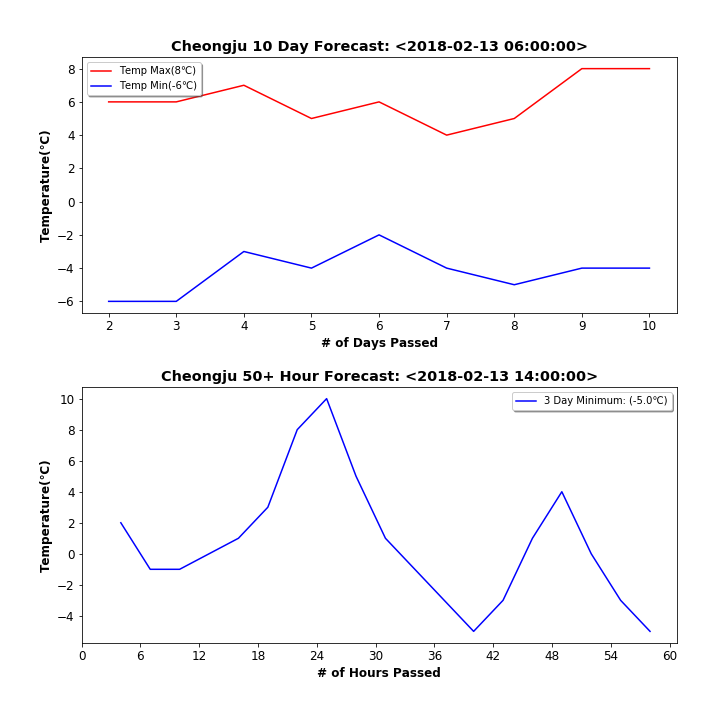 Cheongju 10 Day Forecast: <2018-02-13 06:00:00>
Temp Max(8℃)
Temp Min(-6℃)
Temperature(℃)
8
6
4
2
0
−2
−4
−6
2 3 4 5 6 7 8 9 10
# of Days Passed
Cheongju 50+ Hour Forecast: <2018-02-13 14:00:00>
3 Day Minimum: (-5.0℃)
Temperature(℃)
10
8
6
4
2
0
−2
−4
0 6 12 18 24 30 36 42 48 54 60
# of Hours Passed